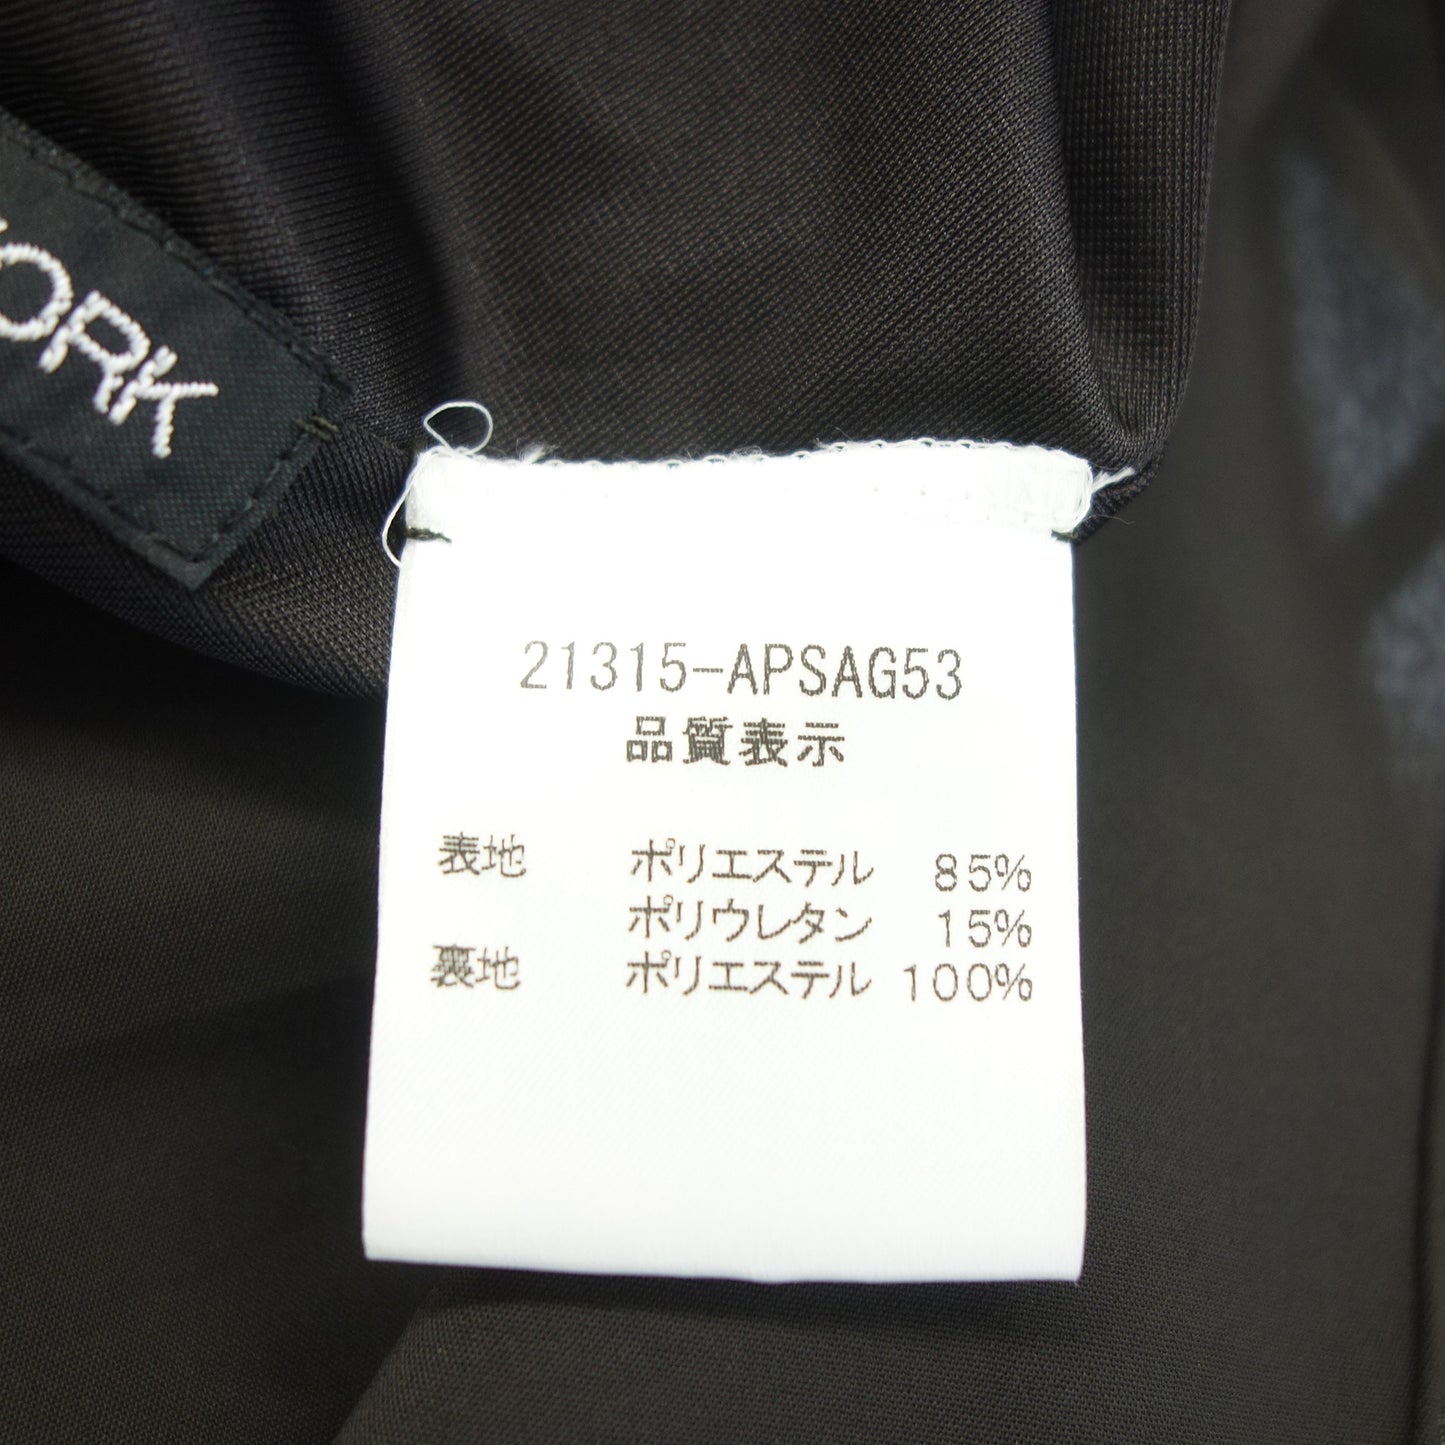 ORK
21315-APSAG53
品質表示
表地 ポリエステル 85%
ポリウレタン 15%
裏地 ポリエステル 100%